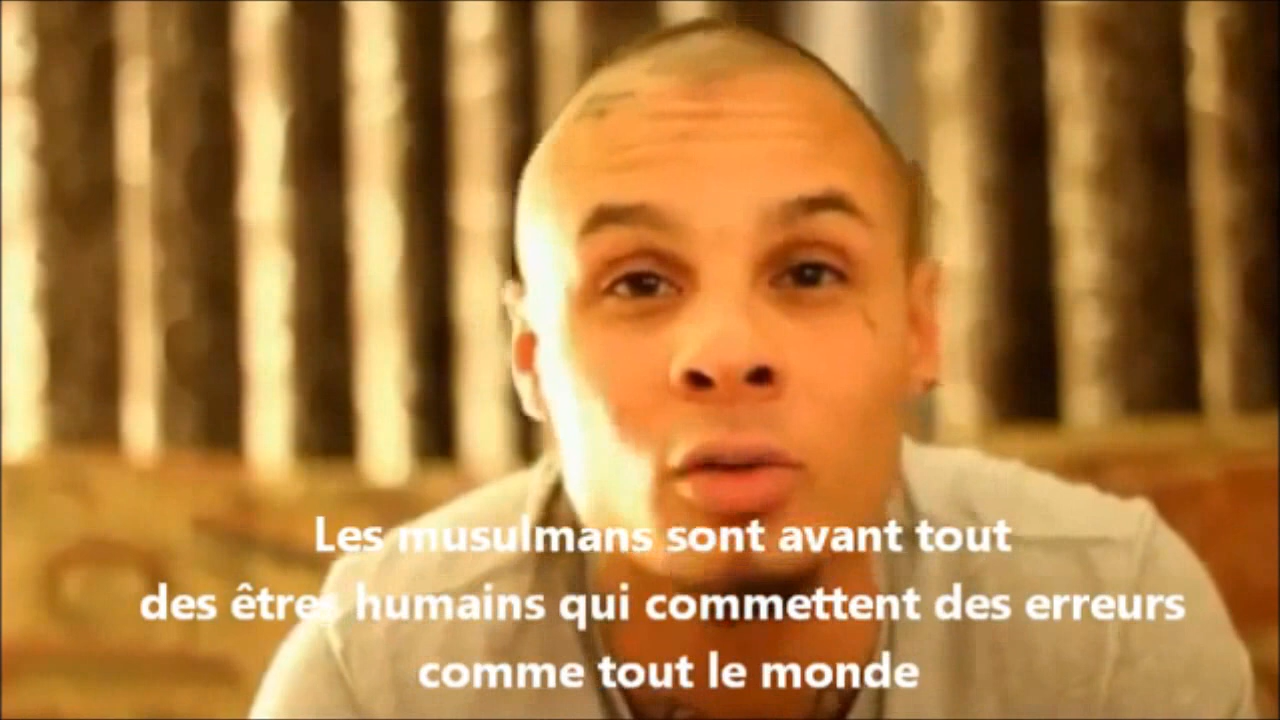 Les musulmans sont avant tout
des êtres humains qui commettent des erreurs
comme tout le monde